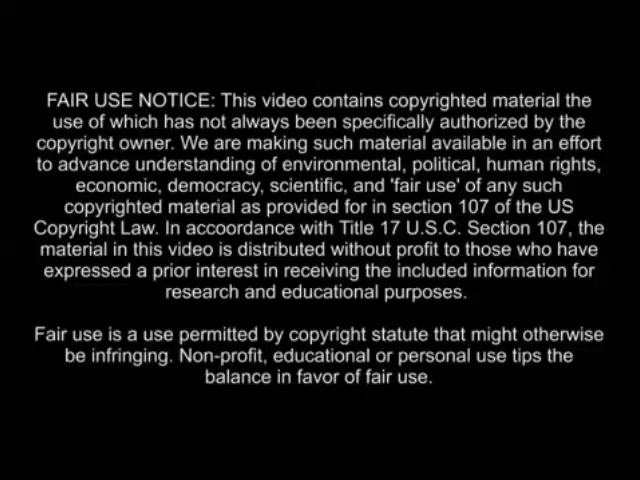 FAIR USE NOTICE: This video contains copyrighted material the
use of which has not always been specifically authorized by the
copyright owner. We are making such material available in an effort
to advance understanding of environmental, political, human rights,
economic, democracy, scientific, and 'fair use' of any such
copyrighted material as provided for in section 107 of the US
Copyright Law. In accoordance with Title 17 U.S.C. Section 107, the
material in this video is distributed without profit to those who have
expressed a prior interest in receiving the included information for
research and educational purposes.
Fair use is a use permitted by copyright statute that might otherwise
be infringing. Non-profit, educational or personal use tips the
balance in favor of fair use.